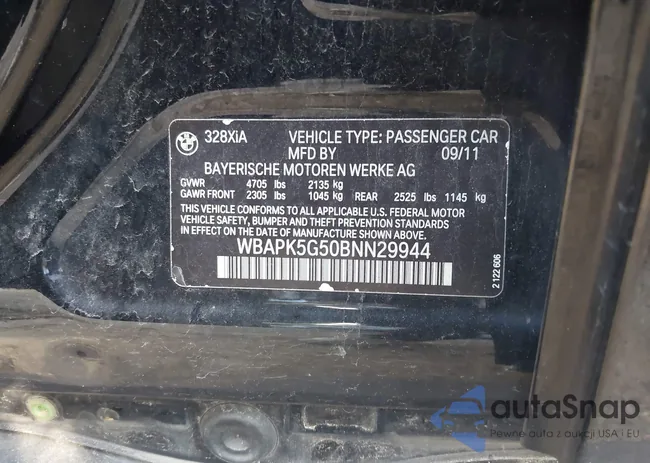 328XiA VEHICLE TYPE: PASSENGER CAR
MFD BY 09/11
BAYERISCHE MOTOREN WERKE AG
GVWR 4705 lbs 2135 kg
GAWR FRONT 2305 lbs 1045 kg REAR 2525 lbs 1145 kg
THIS VEHICLE CONFORMS TO ALL APPLICABLE U.S. FEDERAL MOTOR
VEHICLE SAFETY, BUMPER AND THEFT PREVENTION STANDARDS
IN EFFECT ON THE DATE OF MANUFACTURE SHOWN ABOVE.
WBAPK5G50BNN29944
2 122 606
autoSnap
Pewne auto z aukcji USA i EU